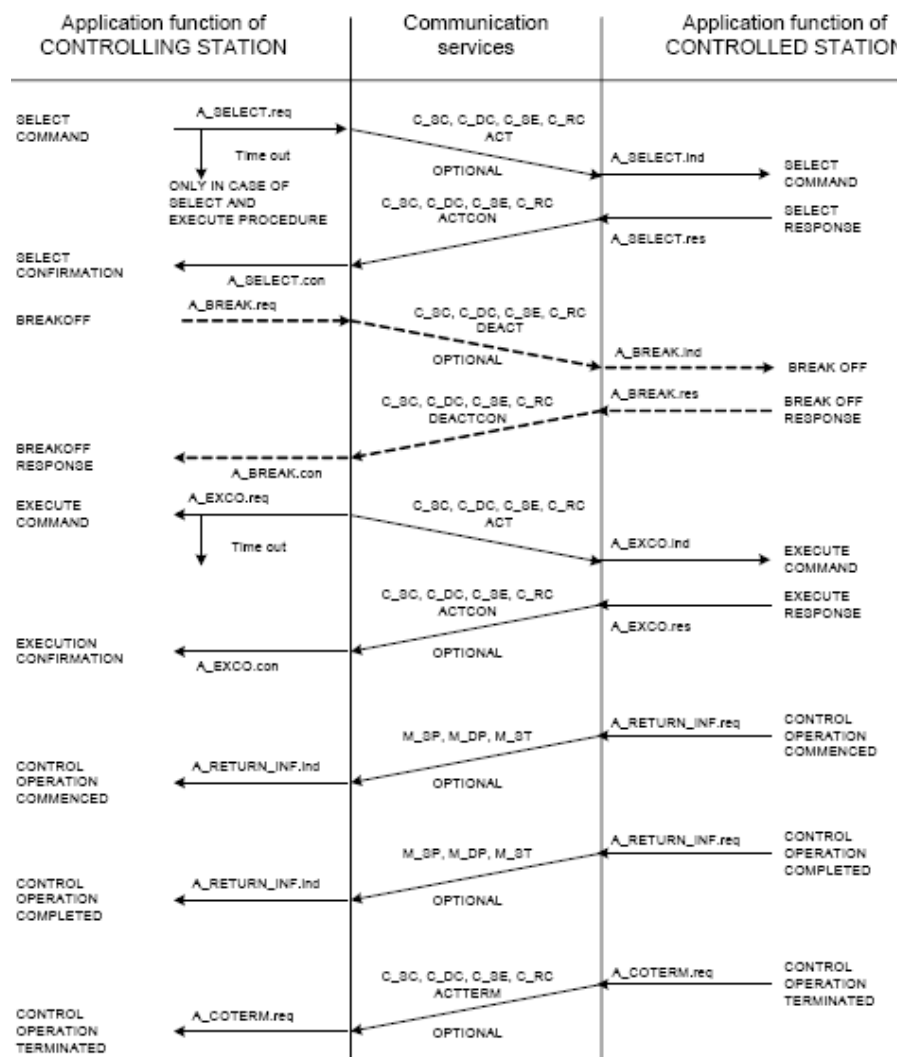 Application function of
CONTROLLING STATION
Communication
services
Application function of
CONTROLLED STATION
SELECT
COMMAND
A_SELECT.req
Time out
ONLY IN CASE OF
SELECT AND
EXECUTE PROCEDURE
C_SC, C_DC, C_SE, C_RC
ACT
OPTIONAL
A_SELECT.ind
SELECT
COMMAND
C_SC, C_DC, C_SE, C_RC
ACTCON
A_SELECT.res
SELECT
RESPONSE
SELECT
CONFIRMATION
A_SELECT.con
BREAKOFF
A_BREAK.req
C_SC, C_DC, C_SE, C_RC
DEACT
OPTIONAL
A_BREAK.ind
BREAK OFF
C_SC, C_DC, C_SE, C_RC
DEACTCON
A_BREAK.res
BREAK OFF
RESPONSE
BREAKOFF
RESPONSE
A_BREAK.con
EXECUTE
COMMAND
A_EXCO.req
Time out
C_SC, C_DC, C_SE, C_RC
ACT
A_EXCO.ind
EXECUTE
COMMAND
C_SC, C_DC, C_SE, C_RC
ACTCON
OPTIONAL
A_EXCO.res
EXECUTE
RESPONSE
EXECUTION
CONFIRMATION
A_EXCO.con
M_SP, M_DP, M_ST
OPTIONAL
A_RETURN_INF.req
CONTROL
OPERATION
COMMENCED
CONTROL
OPERATION
COMMENCED
A_RETURN_INF.ind
M_SP, M_DP, M_ST
OPTIONAL
A_RETURN_INF.req
CONTROL
OPERATION
COMPLETED
CONTROL
OPERATION
COMPLETED
A_RETURN_INF.ind
C_SC, C_DC, C_SE, C_RC
ACTTERM
OPTIONAL
A_COTERM.req
CONTROL
OPERATION
TERMINATED
CONTROL
OPERATION
TERMINATED
A_COTERM.req